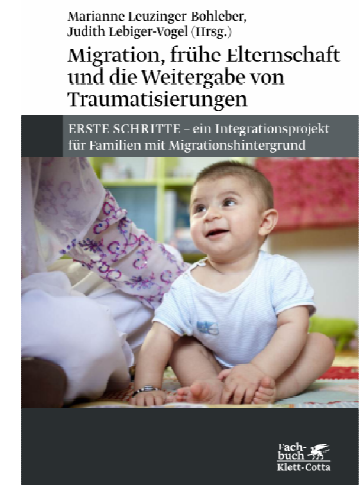 Marianne Leuzinger Bohleber,
Judith Lebiger-Vogel (Hrsg.)
Migration, frühe Elternschaft
und die Weitergabe von
Traumatisierungen
ERSTE SCHRITTE – ein Integrationsprojekt
für Familien mit Migrationshintergrund
Fach-
buch
Klett-Cotta